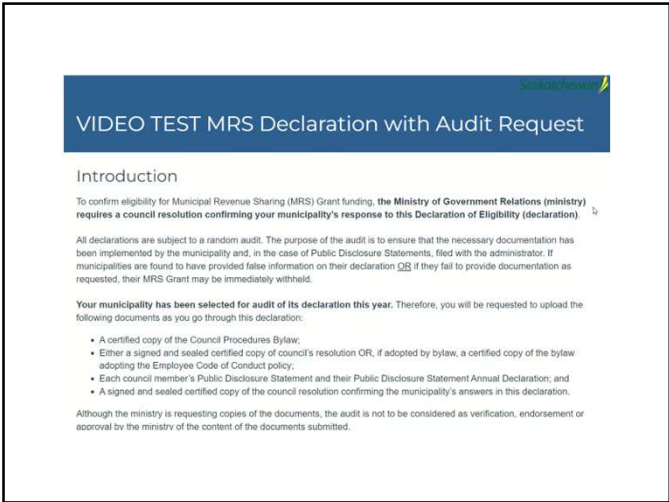 Saskatchewan
VIDEO TEST MRS Declaration with Audit Request
Introduction
To confirm eligibility for Municipal Revenue Sharing (MRS) Grant funding, the Ministry of Government Relations (ministry)
requires a council resolution confirming your municipality's response to this Declaration of Eligibility (declaration).
All declarations are subject to a random audit. The purpose of the audit is to ensure that the necessary documentation has
been implemented by the municipality and, in the case of Public Disclosure Statements, filed with the administrator. If
municipalities are found to have provided false information on their declaration OR if they fail to provide documentation as
requested, their MRS Grant may be immediately withheld.
Your municipality has been selected for audit of its declaration this year. Therefore, you will be requested to upload the
following documents as you go through this declaration:
• A certified copy of the Council Procedures Bylaw;
• Either a signed and sealed certified copy of council's resolution OR, if adopted by bylaw, a certified copy of the bylaw
adopting the Employee Code of Conduct policy;
• Each council member's Public Disclosure Statement and their Public Disclosure Statement Annual Declaration; and
• A signed and sealed certified copy of the council resolution confirming the municipality's answers in this declaration.
Although the ministry is requesting copies of the documents, the audit is not to be considered as verification, endorsement or
approval by the ministry of the content of the documents submitted.